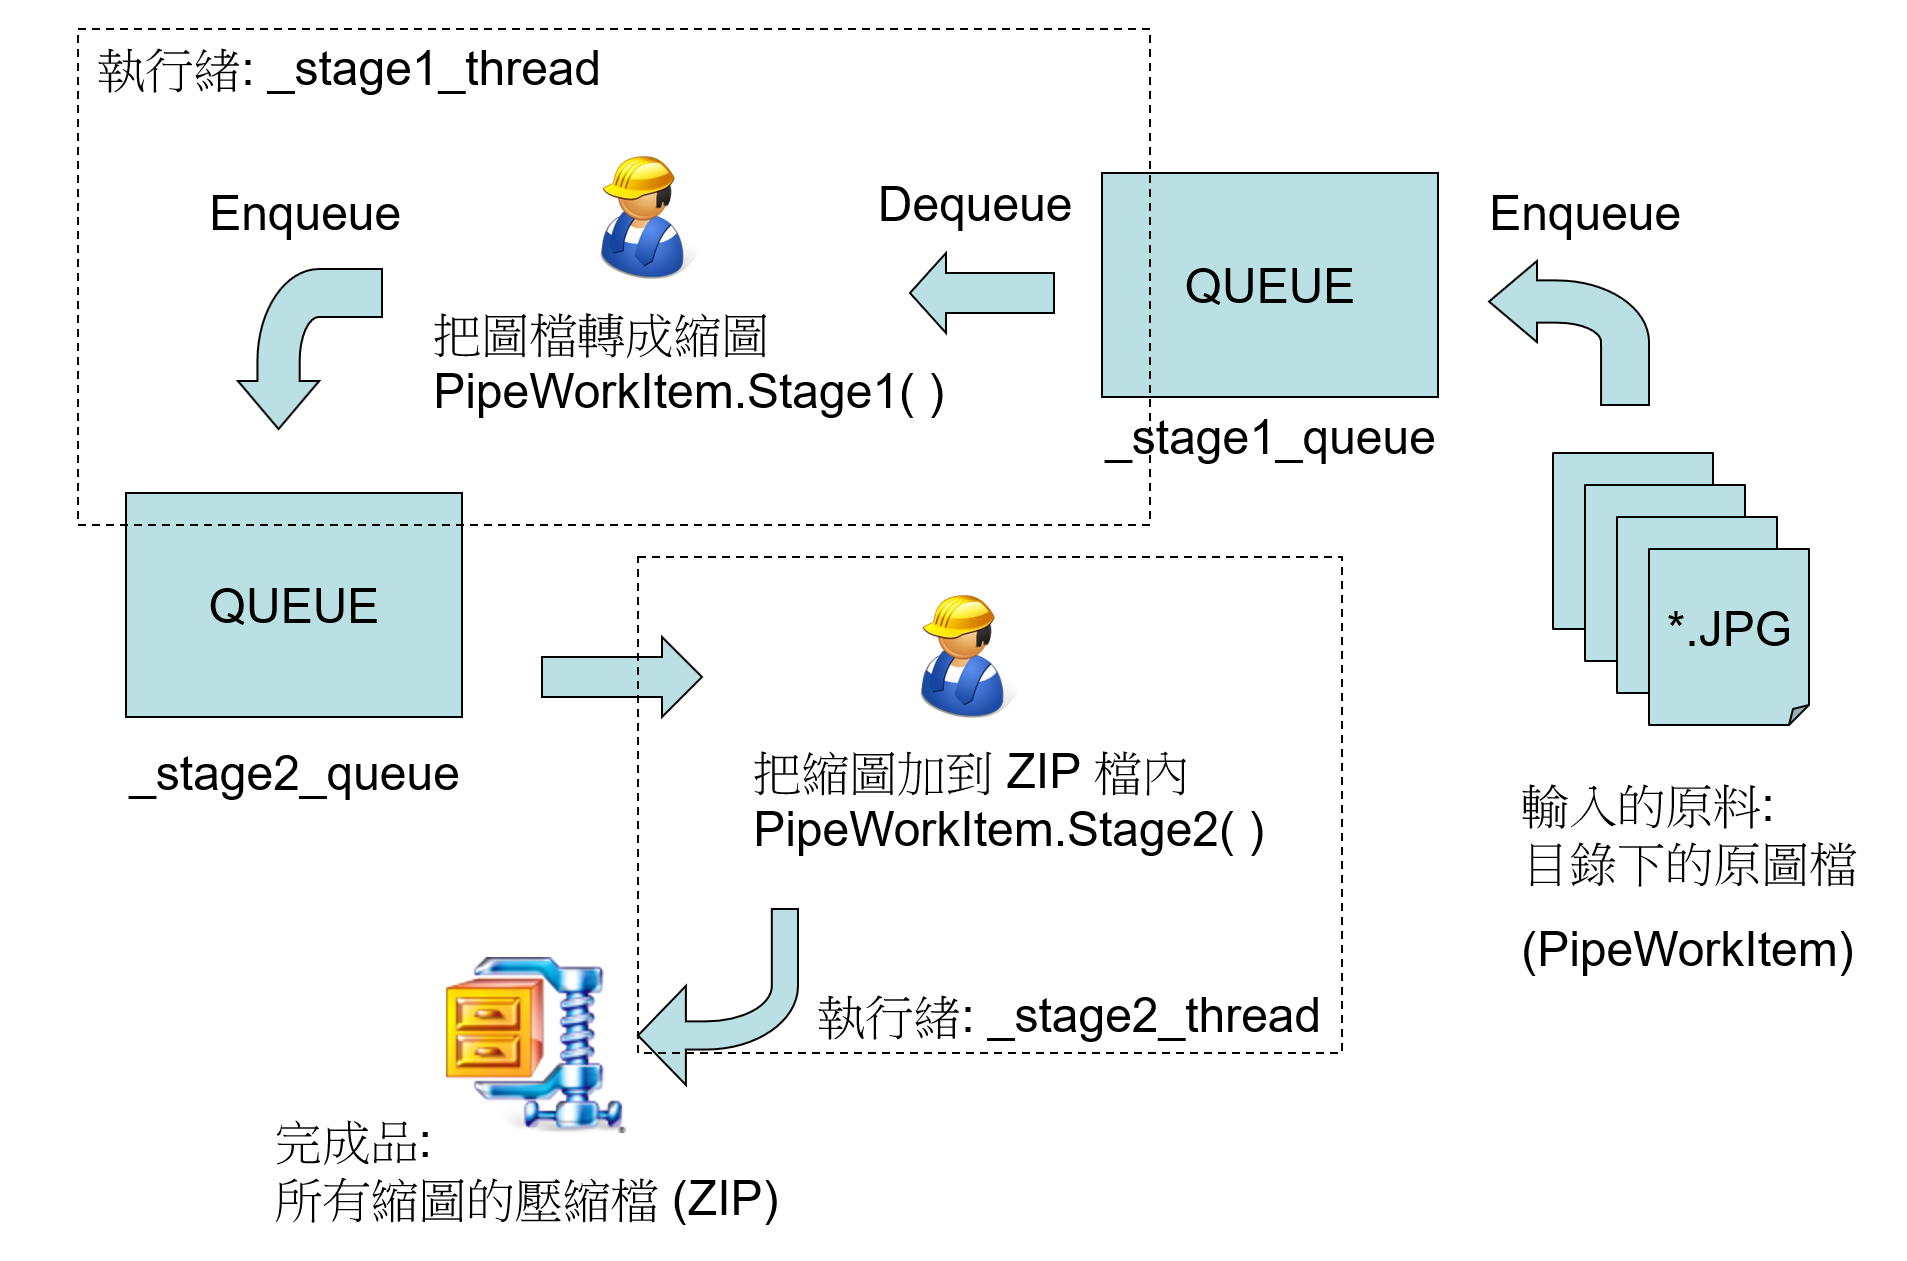 執行緒: _stage1_thread
Enqueue
Dequeue
Enqueue
QUEUE
把圖檔轉成縮圖
PipeWorkItem.Stage1( )
_stage1_queue
QUEUE
_stage2_queue
*.JPG
把縮圖加到 ZIP 檔內
PipeWorkItem.Stage2( )
輸入的原料:
目錄下的原圖檔
(PipeWorkItem)
執行緒: _stage2_thread
完成品:
所有縮圖的壓縮檔 (ZIP)